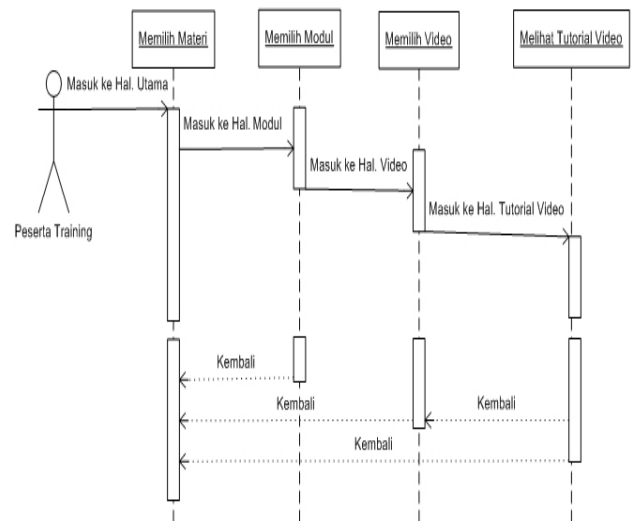 Memilih Materi
Memilih Modul
Memilih Video
Melihat Tutorial Video
Masuk ke Hal. Utama
Masuk ke Hal. Modul
Masuk ke Hal. Video
Masuk ke Hal. Tutorial Video
Peserta Training
Kembali
Kembali
Kembali
Kembali